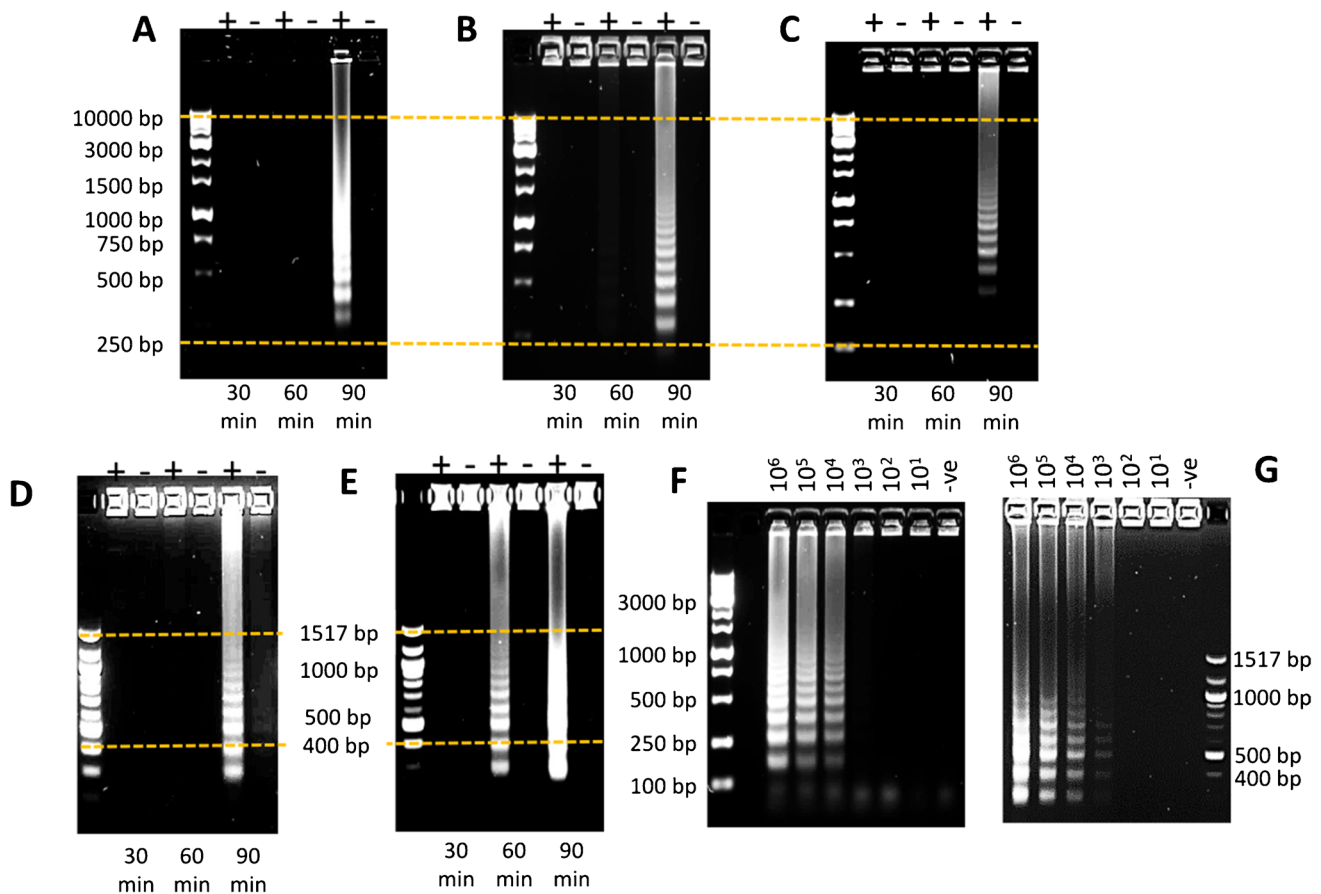 A + - + - + -
B + - + - + -
C + - + - + -
10000 bp
3000 bp
1500 bp
1000 bp
750 bp
500 bp
250 bp
30 60 90
min min min
30 60 90
min min min
30 60 90
min min min
D + - + - + -
E + - + - + -
F 10⁶ 10⁵ 10⁴ 10³ 10² 10¹ -ve
10⁶ 10⁵ 10⁴ 10³ 10² 10¹ -ve G
1517 bp
1000 bp
500 bp
400 bp
3000 bp
1000 bp
500 bp
250 bp
100 bp
1517 bp
1000 bp
500 bp
400 bp
30 60 90
min min min
30 60 90
min min min